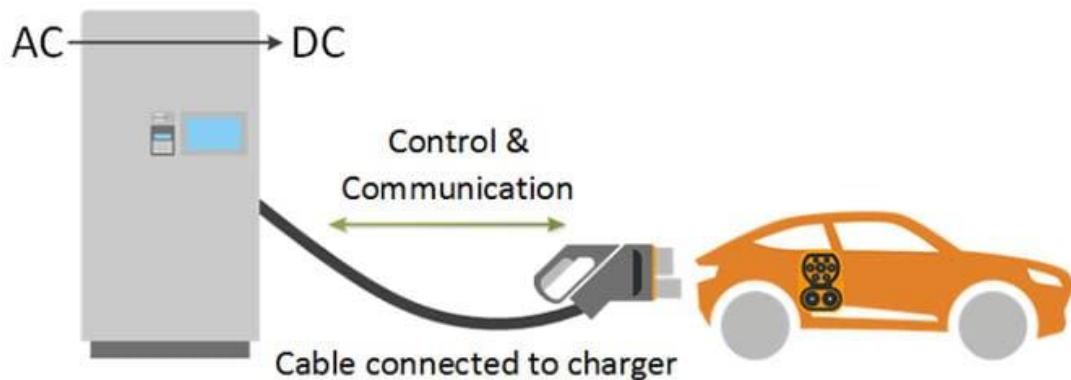 AC
DC
Control &
Communication
Cable connected to charger